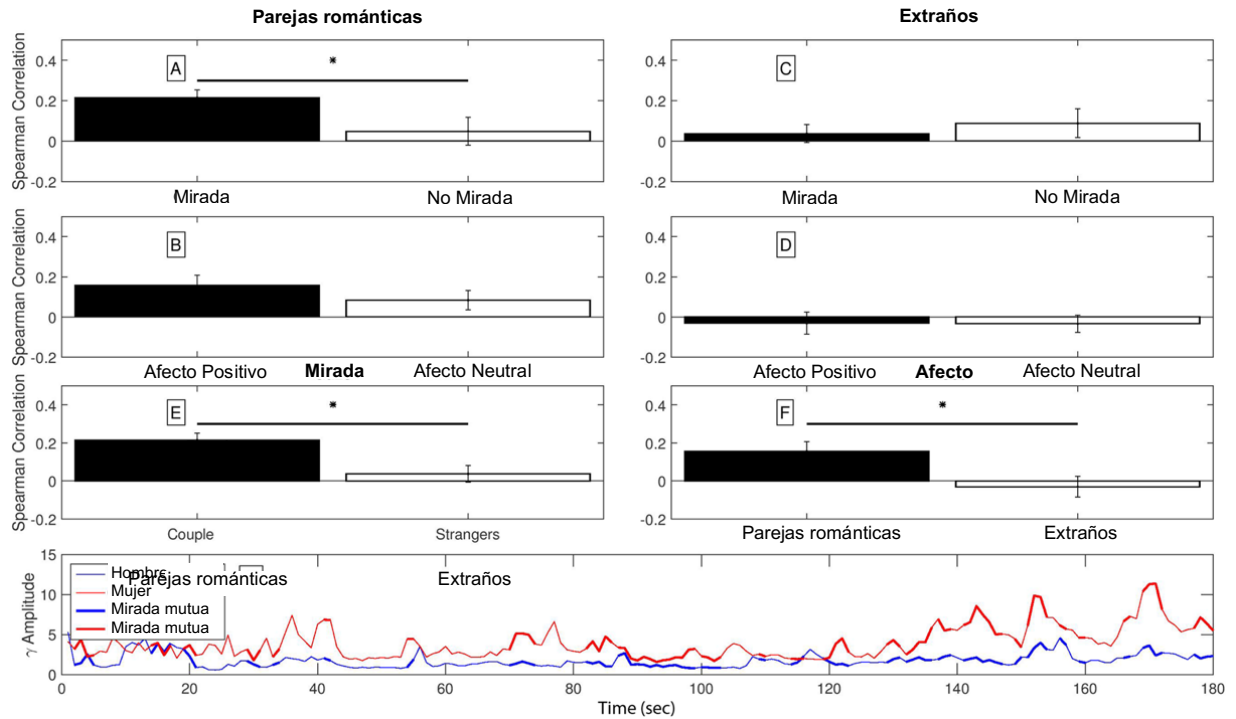 Parejas románticas
Extraños
Spearman Correlation
0.4
0.2
0
-0.2
A
*
Mirada
No Mirada
0.4
0.2
0
-0.2
C
Mirada
No Mirada
Spearman Correlation
0.4
0.2
0
-0.2
B
Afecto Positivo
Mirada
Afecto Neutral
0.4
0.2
0
-0.2
D
Afecto Positivo
Afecto
Afecto Neutral
Spearman Correlation
0.4
0.2
0
-0.2
E
*
Couple
Strangers
0.4
0.2
0
-0.2
F
*
Parejas románticas
Extraños
γ Amplitude
15
10
5
0
Parejas románticas
Extraños
Mujer
Mirada mutua
Mirada mutua
0 20 40 60 80 100 120 140 160 180
Time (sec)